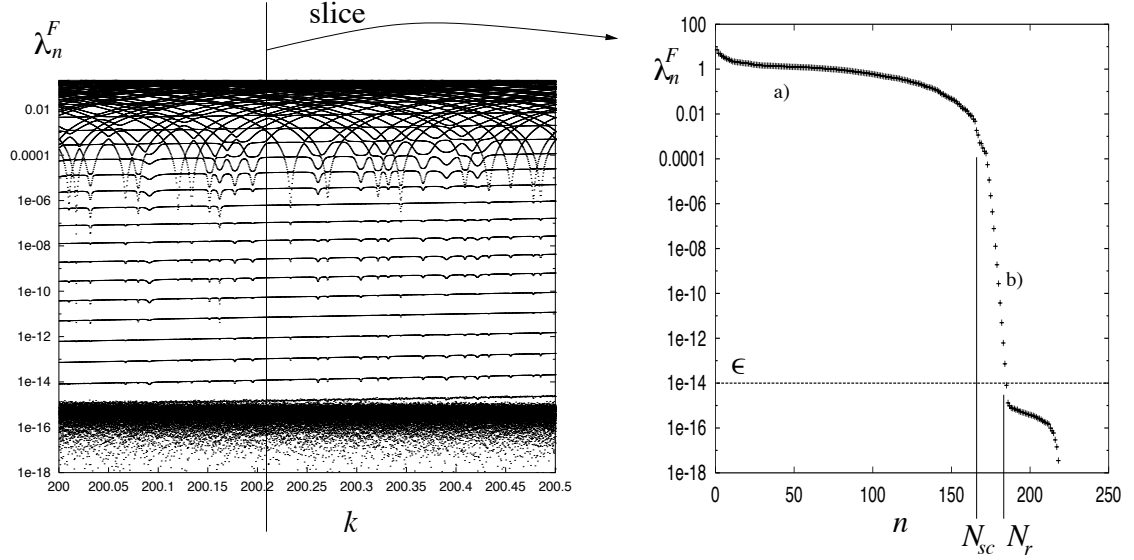 slice
λ_n^F
0.01
0.0001
1e-06
1e-08
1e-10
1e-12
1e-14
1e-16
1e-18
200 200.05 200.1 200.15 200.2 200.25 200.3 200.35 200.4 200.45 200.5
k
100
λ_n^F
1
a)
0.01
0.0001
1e-06
1e-08
b)
1e-10
1e-12
ϵ
1e-14
1e-16
1e-18
0 50 100 150 200 250
n N_sc N_r